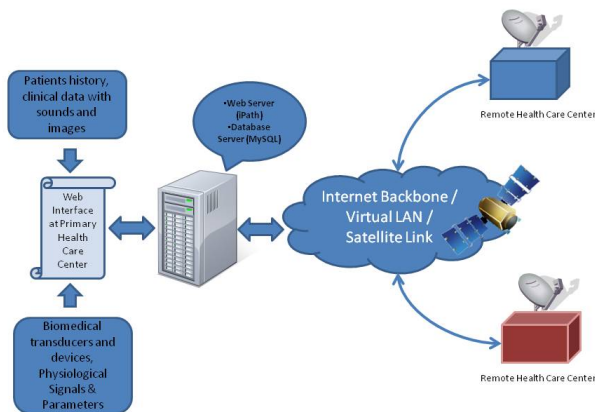 Patients history,
clinical data with
sounds and
images
•Web Server
(iPath)
•Database
Server (MySQL)
Remote Health Care Center
Web
Interface
at Primary
Health
Care
Center
Internet Backbone /
Virtual LAN /
Satellite Link
Biomedical
transducers and
devices,
Physiological
Signals &
Parameters
Remote Health Care Center